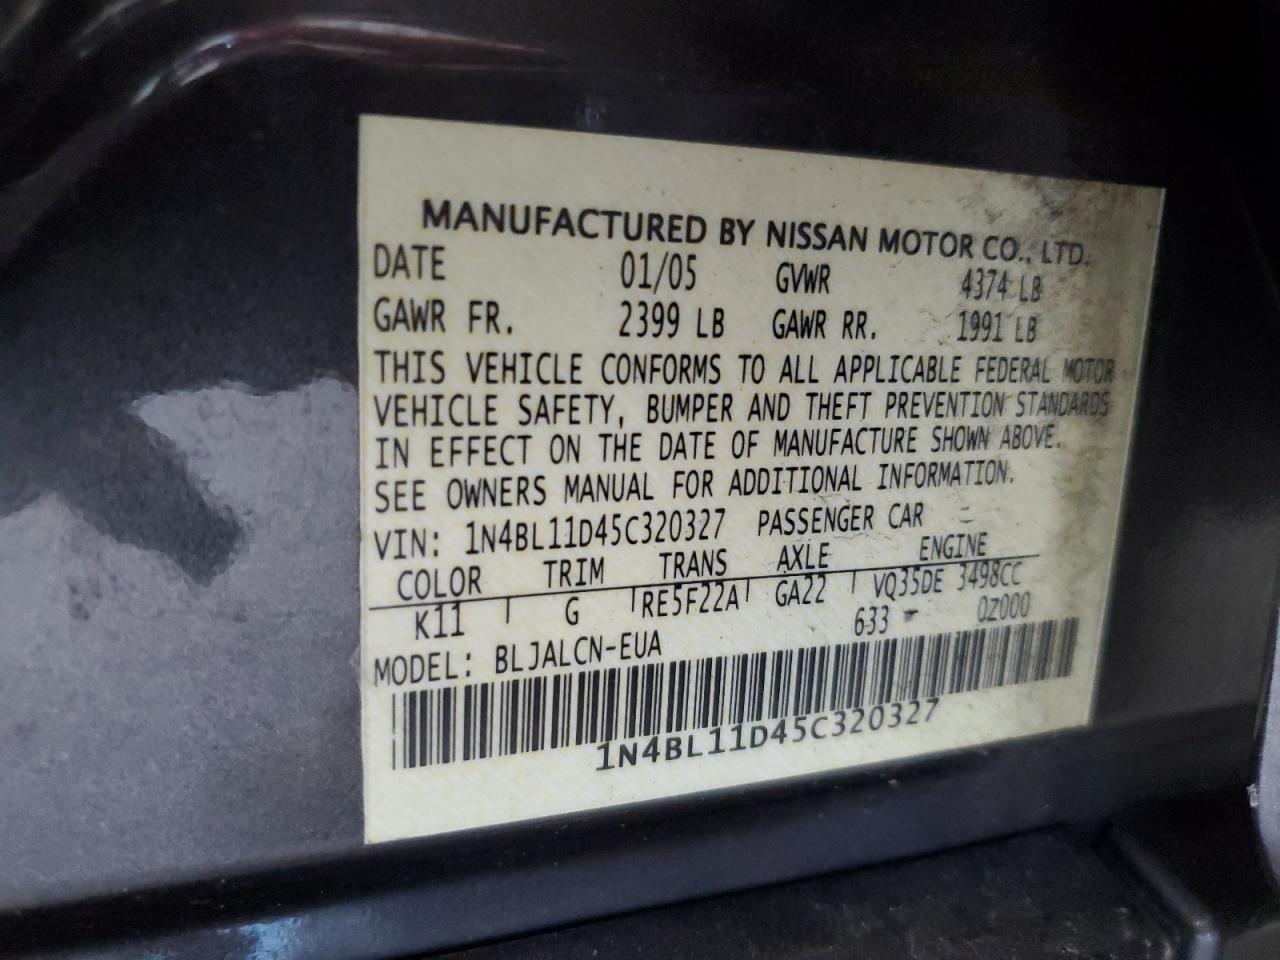 MANUFACTURED BY NISSAN MOTOR CO., LTD.
DATE 01/05 GVWR 4374 LB
GAWR FR. 2399 LB GAWR RR. 1991 LB
THIS VEHICLE CONFORMS TO ALL APPLICABLE FEDERAL MOTOR
VEHICLE SAFETY, BUMPER AND THEFT PREVENTION STANDARDS
IN EFFECT ON THE DATE OF MANUFACTURE SHOWN ABOVE.
SEE OWNERS MANUAL FOR ADDITIONAL INFORMATION.
VIN: 1N4BL11D45C320327 PASSENGER CAR
COLOR TRIM TRANS AXLE ENGINE
K11 G RE5F22A GA22 VQ35DE 3498CC
MODEL: BLJALCN-EUA 633 - 0Z000
1N4BL11D45C320327